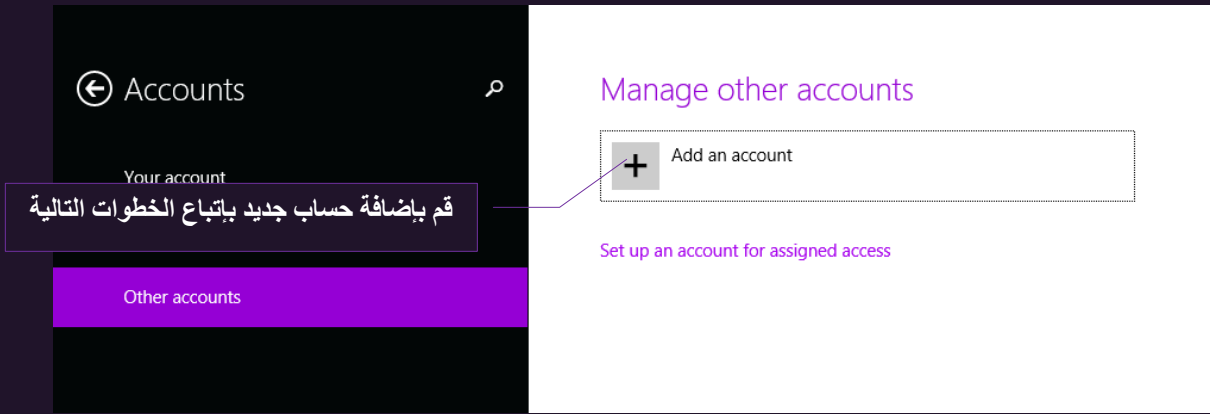 Accounts
Your account
قم بإضافة حساب جديد بإتباع الخطوات التالية
Other accounts
Manage other accounts
Add an account
Set up an account for assigned access